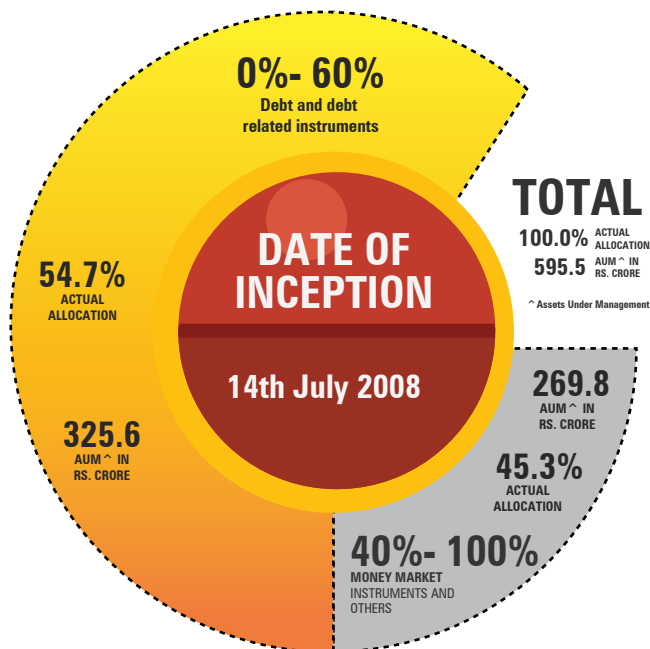 0%- 60%
Debt and debt
related instruments
54.7%
ACTUAL
ALLOCATION
325.6
AUM^ IN
RS. CRORE
DATE OF
INCEPTION
14th July 2008
TOTAL
100.0% ACTUAL
ALLOCATION
595.5 AUM^ IN
RS. CRORE
^Assets Under Management
269.8
AUM^ IN
RS. CRORE
45.3%
ACTUAL
ALLOCATION
40%- 100%
MONEY MARKET
INSTRUMENTS AND
OTHERS